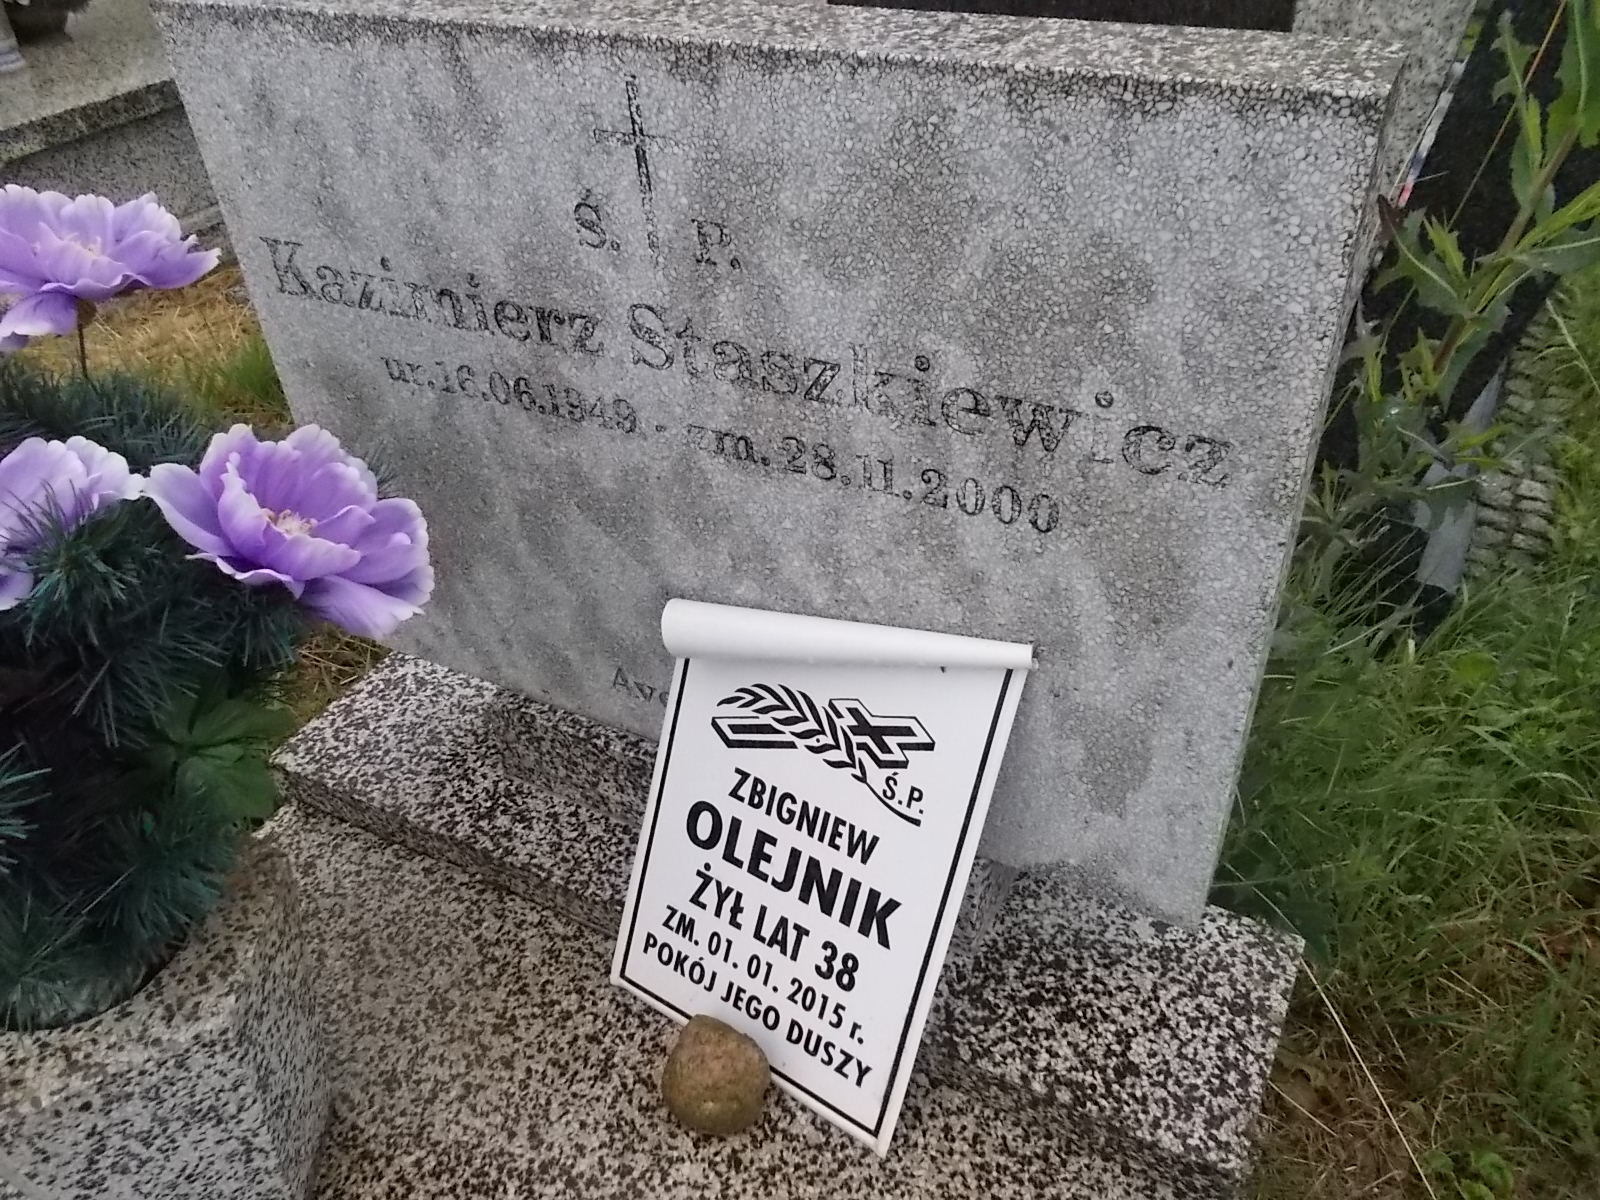 Ś. P.
Kazimierz Staszkiewicz
ur. 16.06.1949 . zm. 28.11.2000
Ś.P.
ZBIGNIEW
OLEJNIK
ŻYŁ LAT 38
ZM. 01. 01. 2015 r.
POKÓJ JEGO DUSZY